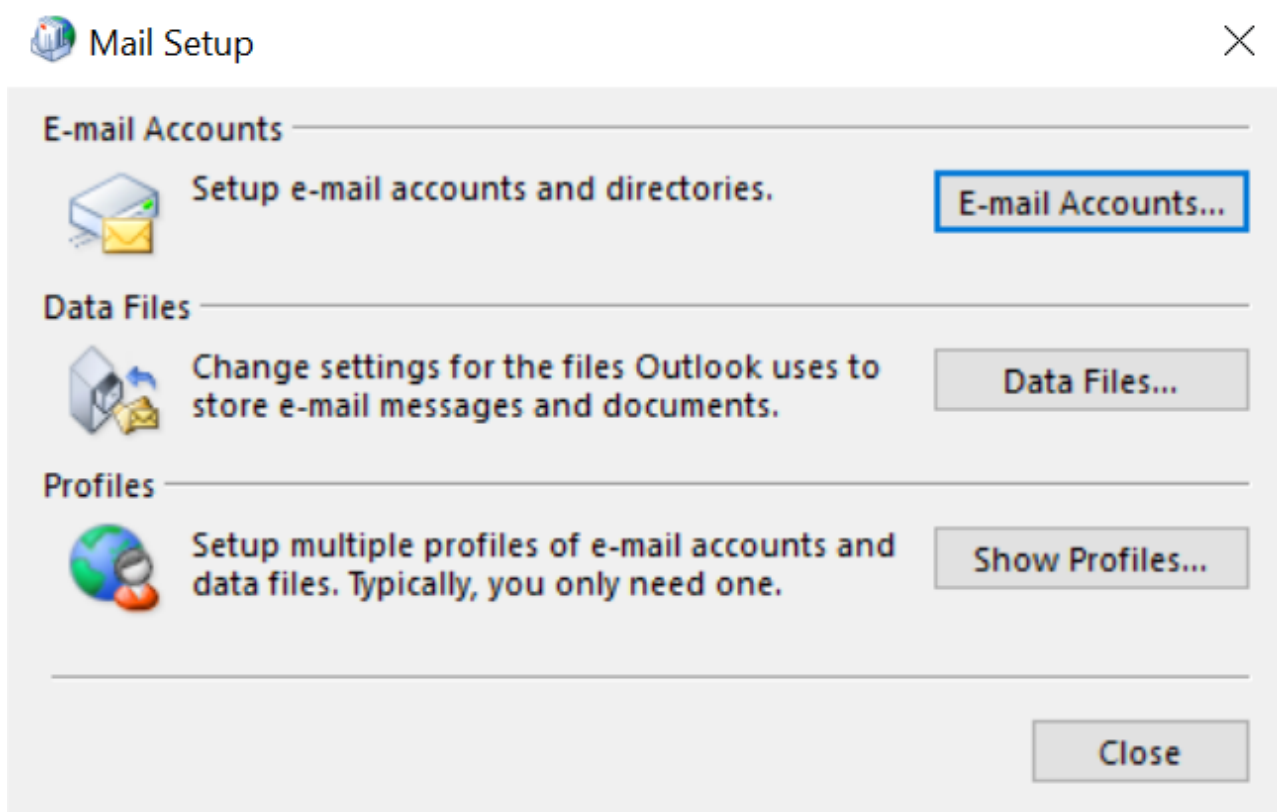 Mail Setup
E-mail Accounts
Setup e-mail accounts and directories.
E-mail Accounts...
Data Files
Change settings for the files Outlook uses to
store e-mail messages and documents.
Data Files...
Profiles
Setup multiple profiles of e-mail accounts and
data files. Typically, you only need one.
Show Profiles...
Close